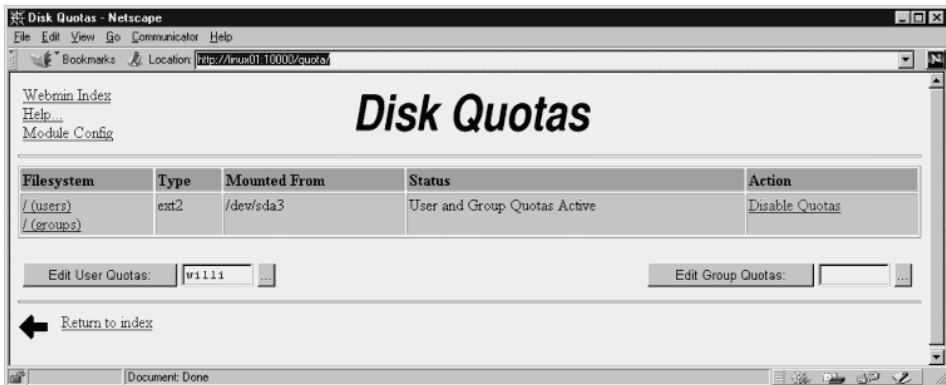 Disk Quotas - Netscape
File Edit View Go Communicator Help
Bookmarks Location: http://linux01:10000/quota/
N
Webmin Index
Help...
Module Config
Disk Quotas
Filesystem Type Mounted From Status Action
/ (users) ext2 /dev/sda3 User and Group Quotas Active Disable Quotas
/ (groups)
Edit User Quotas: willi ... Edit Group Quotas: ...
Return to index
Document: Done